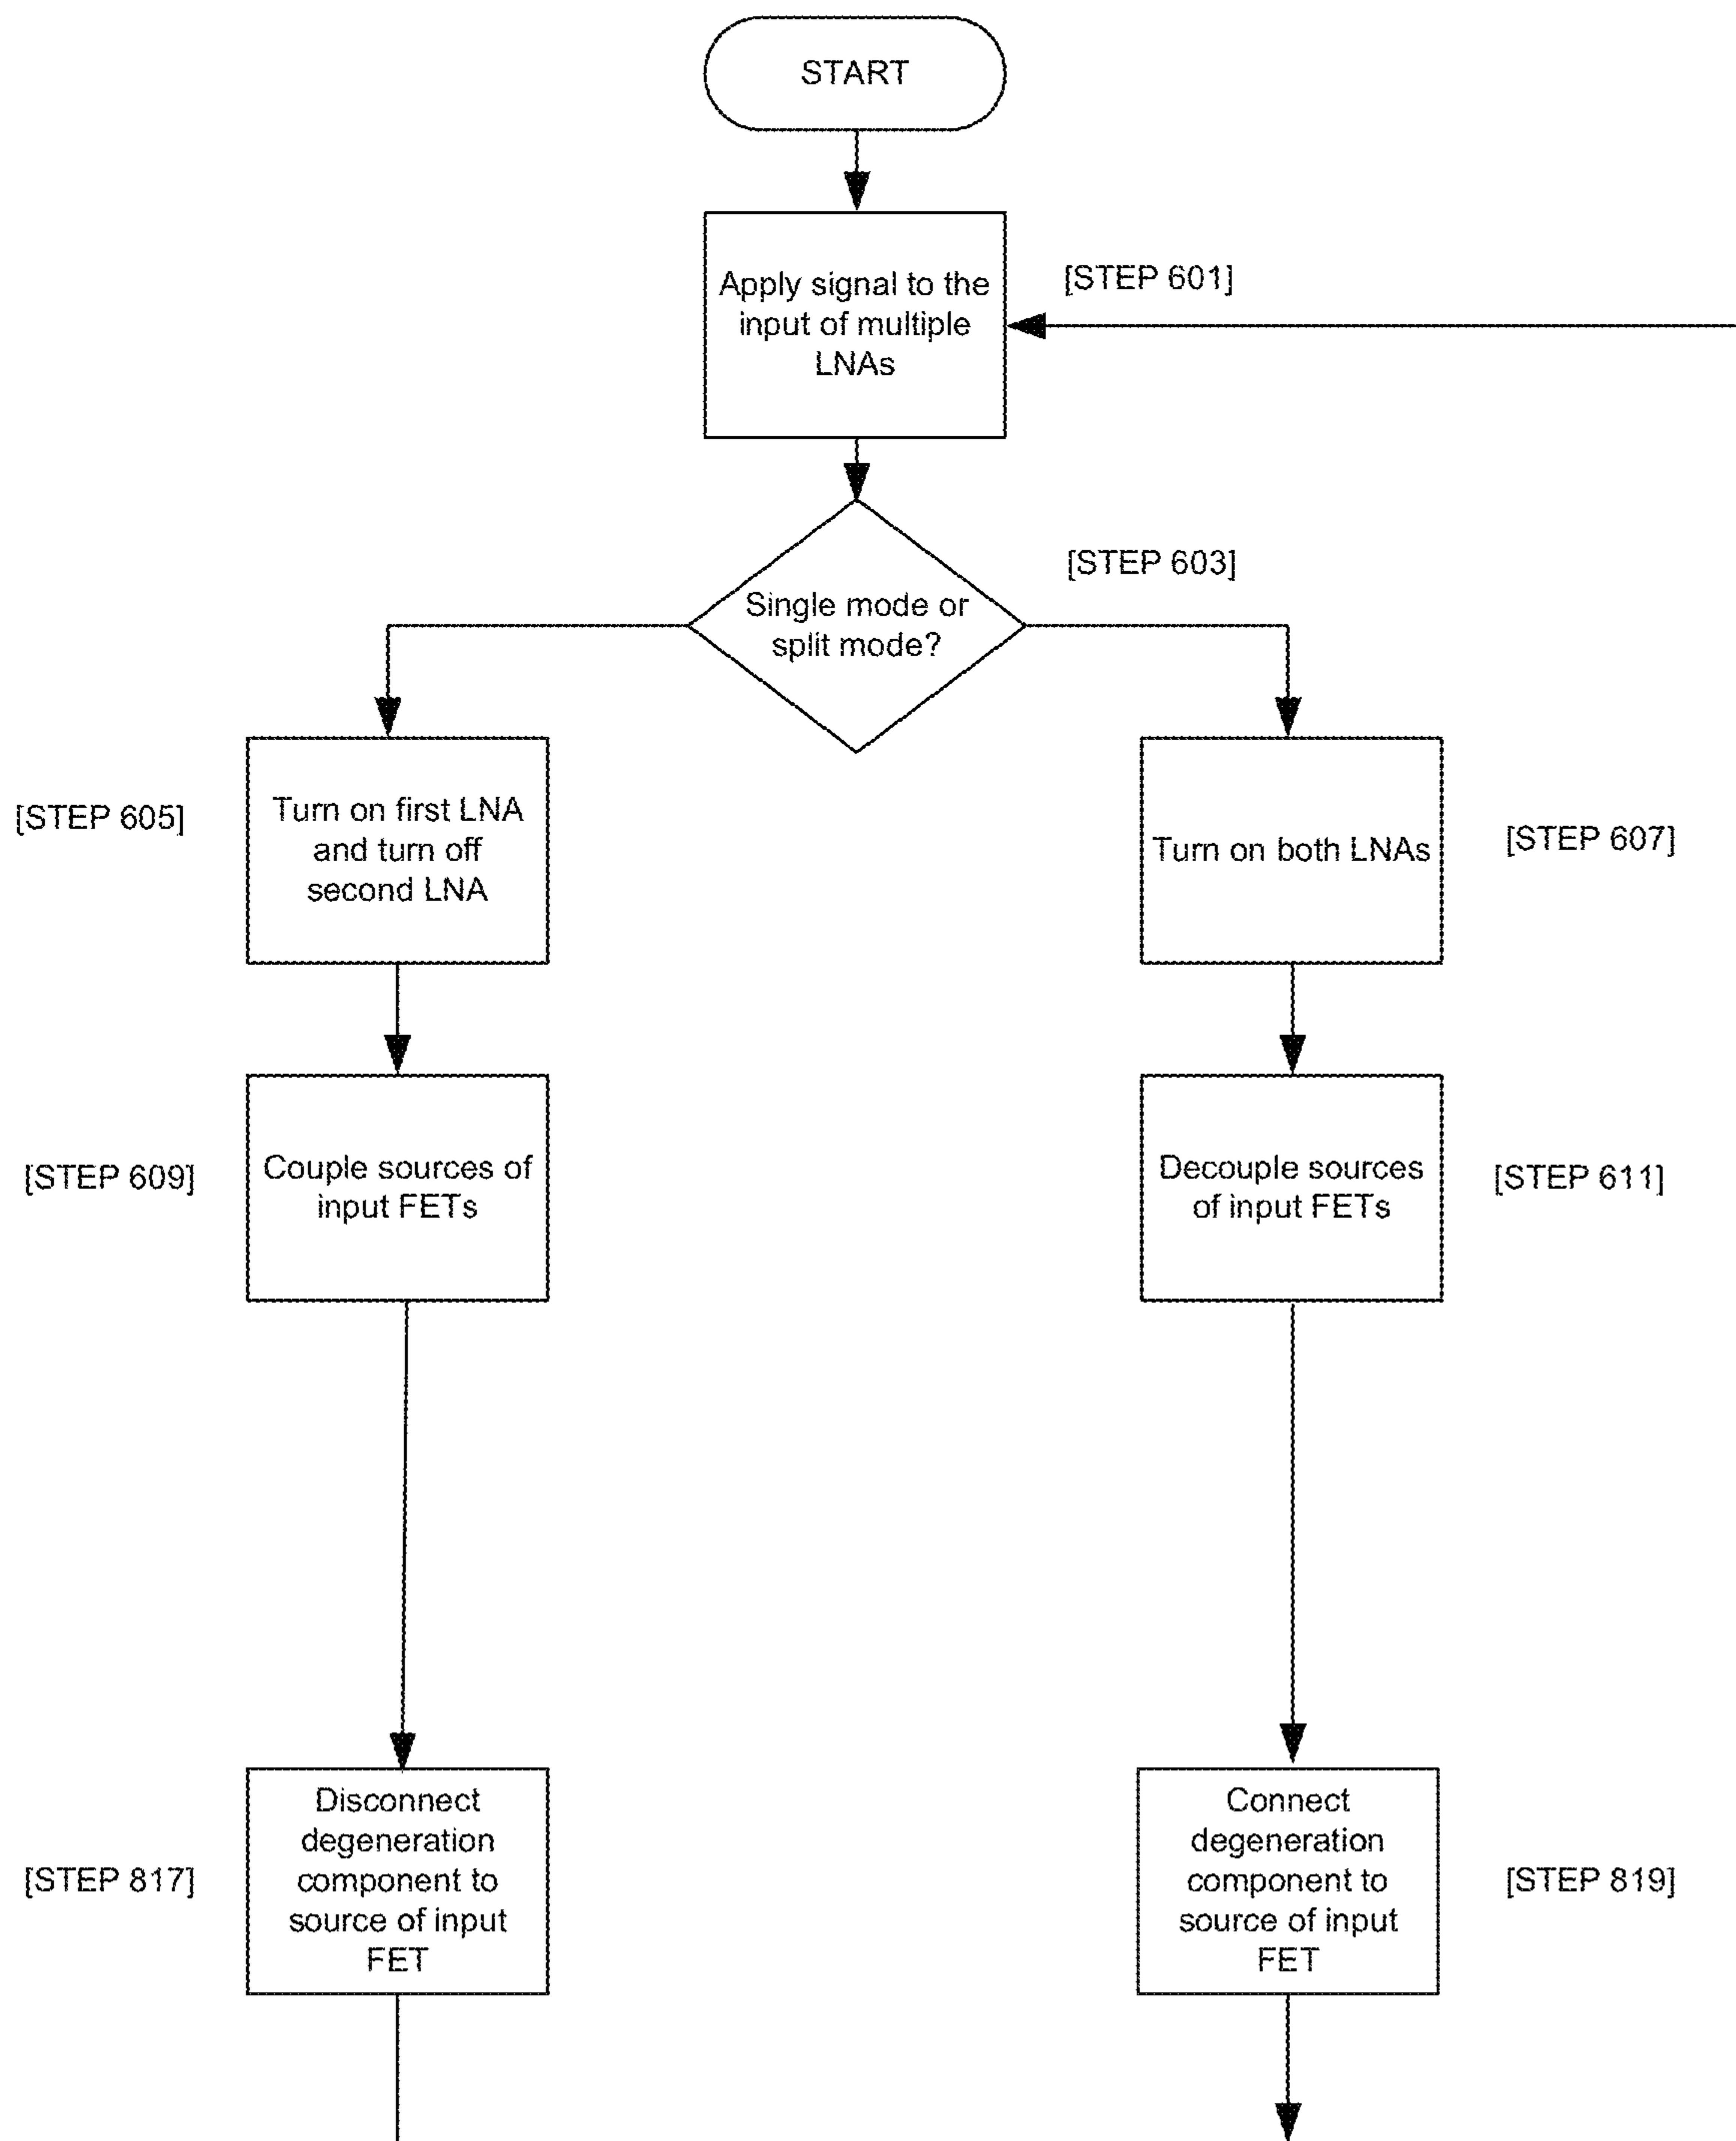 START
Apply signal to the
input of multiple
LNAs
[STEP 601]
Single mode or
split mode?
[STEP 603]
[STEP 605]
Turn on first LNA
and turn off
second LNA
Turn on both LNAs
[STEP 607]
[STEP 609]
Couple sources of
input FETs
Decouple sources
of input FETs
[STEP 611]
[STEP 817]
Disconnect
degeneration
component to
source of input
FET
Connect
degeneration
component to
source of input
FET
[STEP 819]